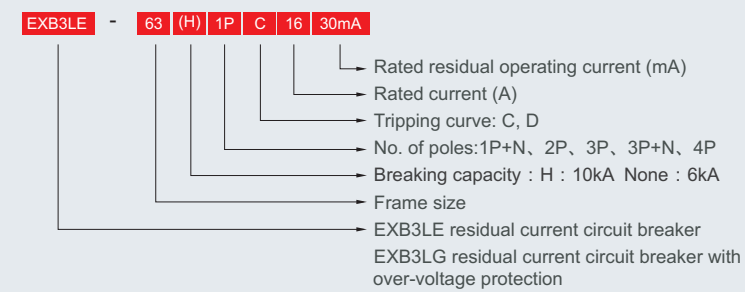 EXB3LE - 63 (H) 1P C 16 30mA
Rated residual operating current (mA)
Rated current (A)
Tripping curve: C, D
No. of poles:1P+N、2P、3P、3P+N、4P
Breaking capacity : H : 10kA None : 6kA
Frame size
EXB3LE residual current circuit breaker
EXB3LG residual current circuit breaker with
over-voltage protection